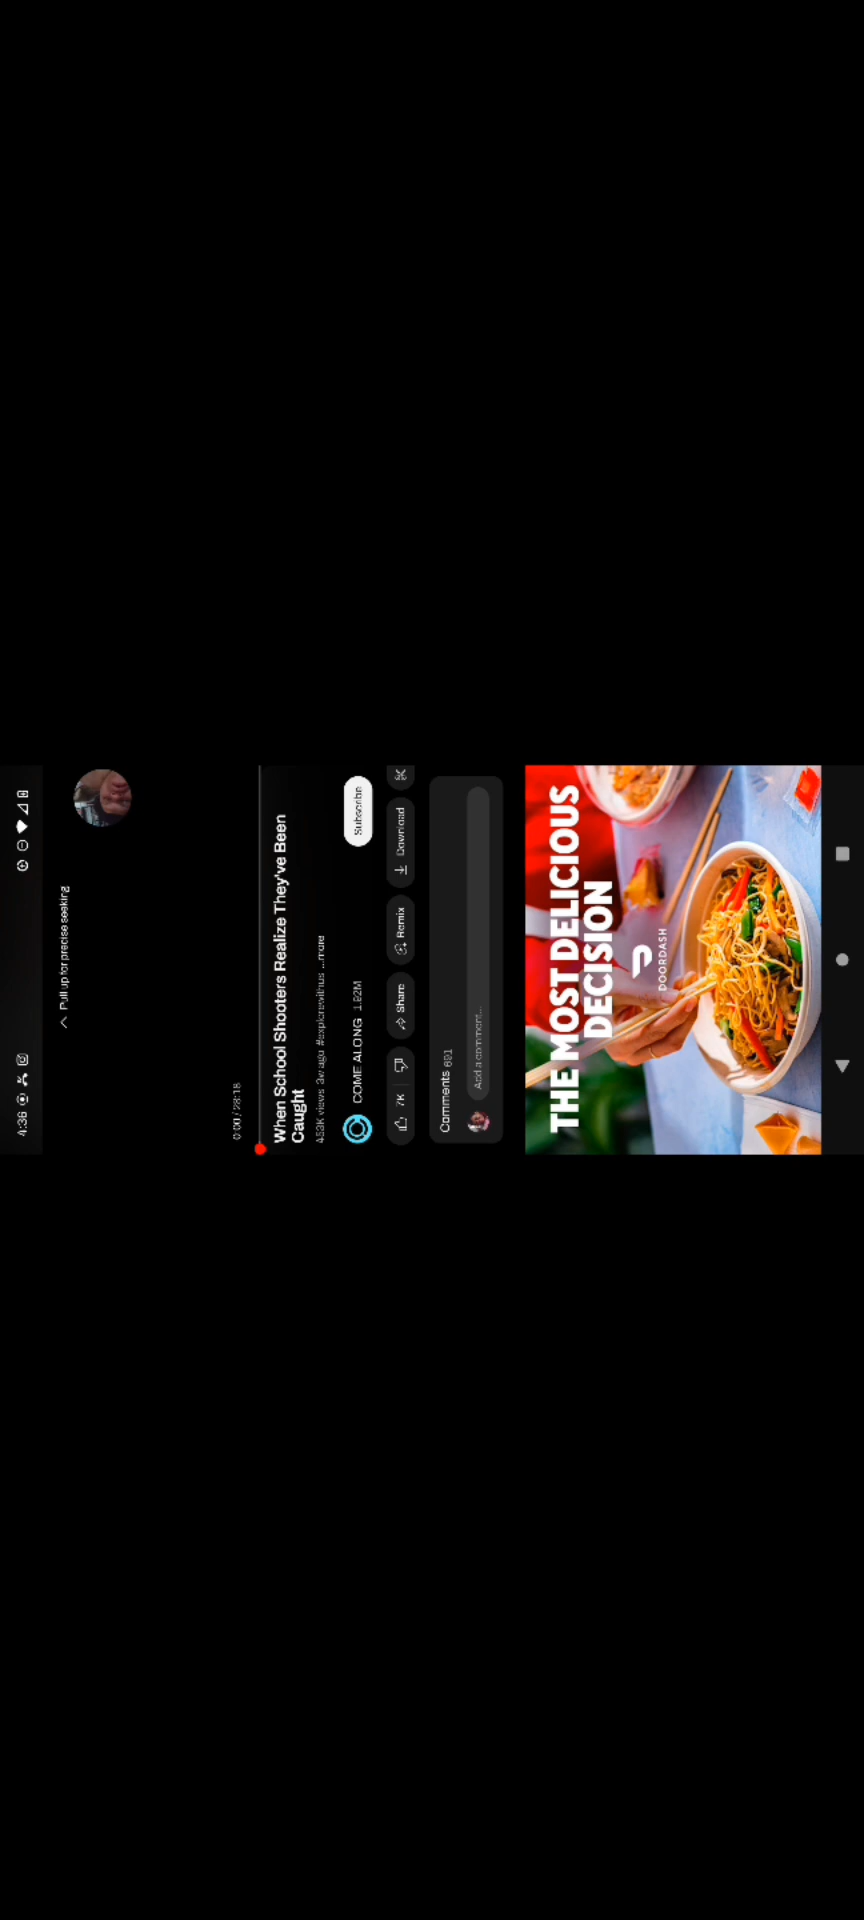 4:36
Pull up for precise seeking
0:00 / 28:18
When School Shooters Realize They've Been
Caught
453K views 3w ago #explorewithus ...more
COME ALONG 1.92M
Subscribe
7K
Share
Remix
Download
Comments 691
Add a comment...
THE MOST DELICIOUS
DECISION
DOORDASH